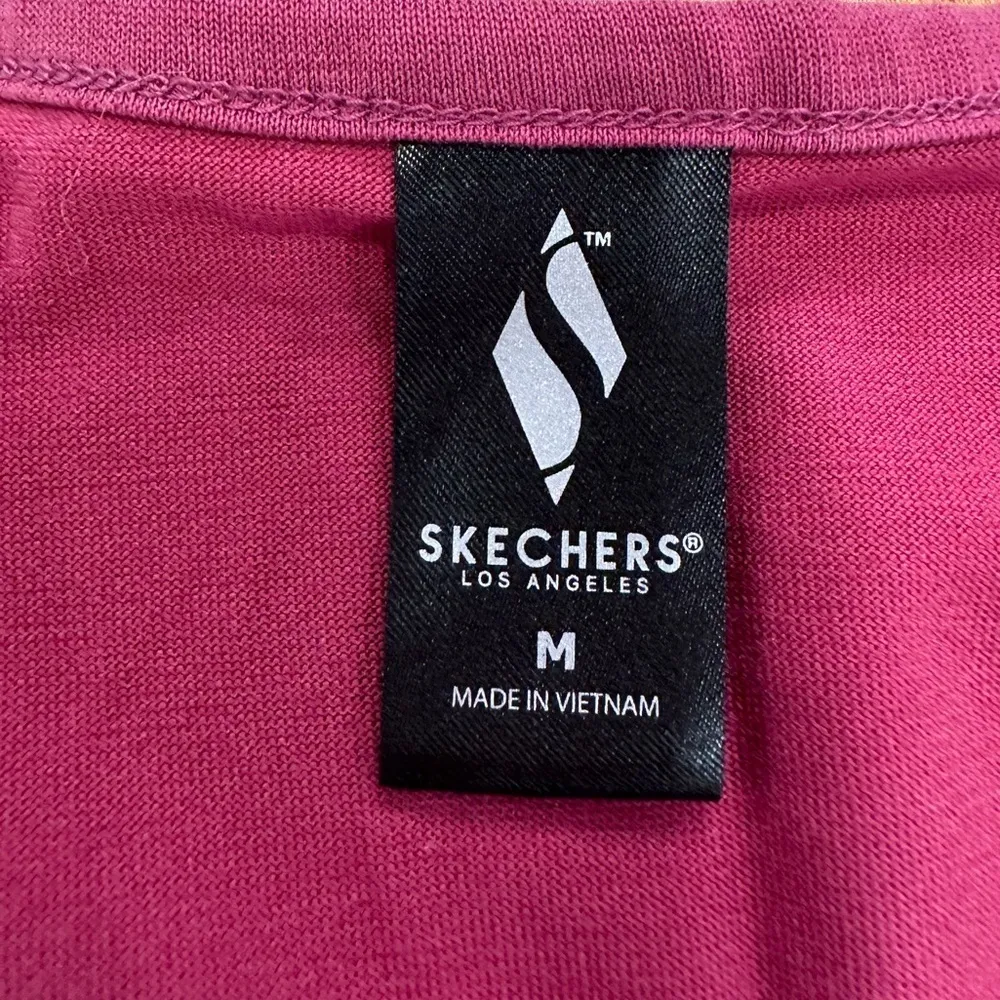 TM
SKECHERS®
LOS ANGELES
M
MADE IN VIETNAM